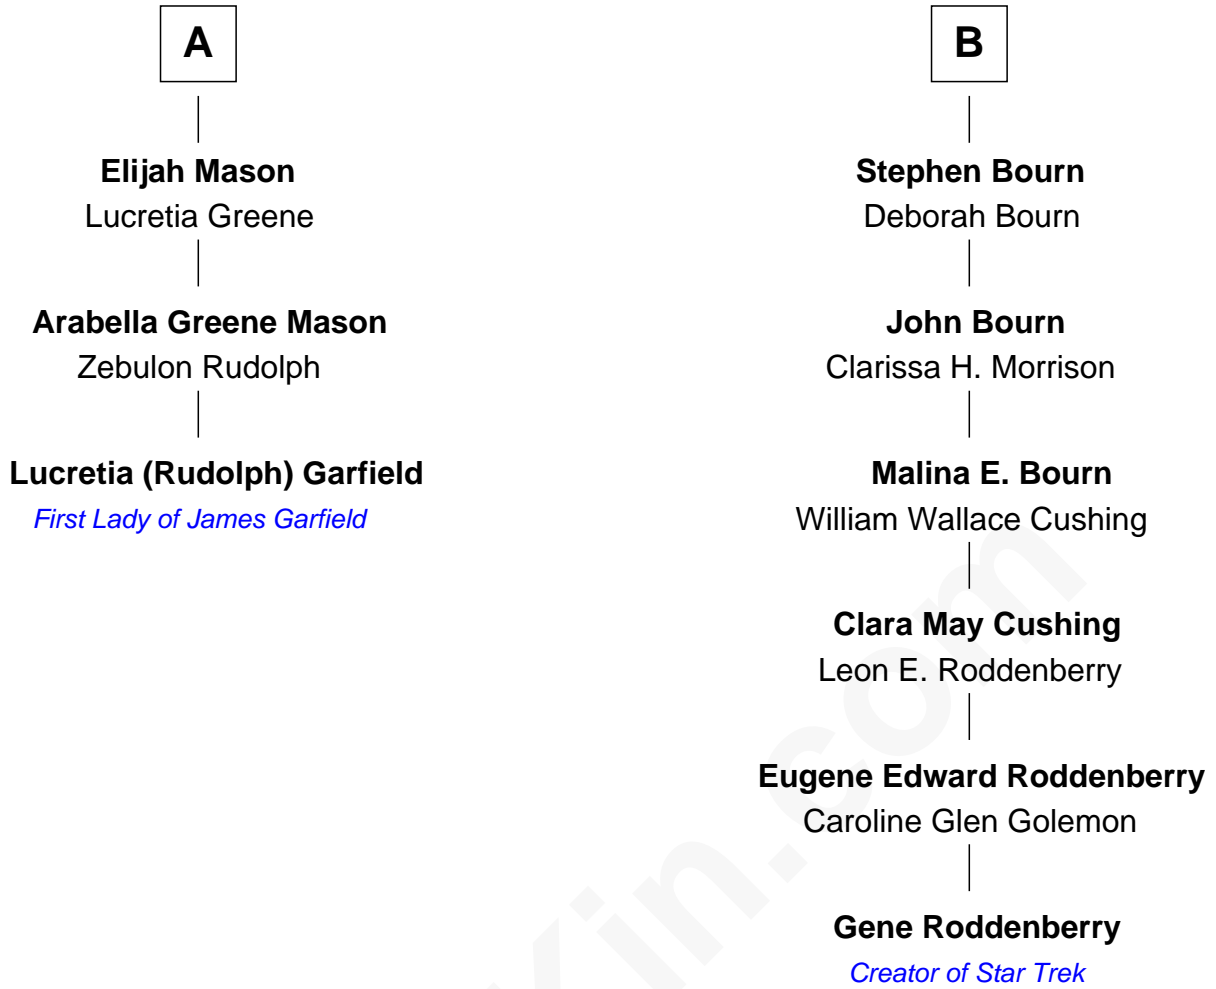 A
Elijah Mason
Lucretia Greene
Arabella Greene Mason
Zebulon Rudolph
Lucretia (Rudolph) Garfield
First Lady of James Garfield
B
Stephen Bourn
Deborah Bourn
John Bourn
Clarissa H. Morrison
Malina E. Bourn
William Wallace Cushing
Clara May Cushing
Leon E. Roddenberry
Eugene Edward Roddenberry
Caroline Glen Golemon
Gene Roddenberry
Creator of Star Trek
Kin.com